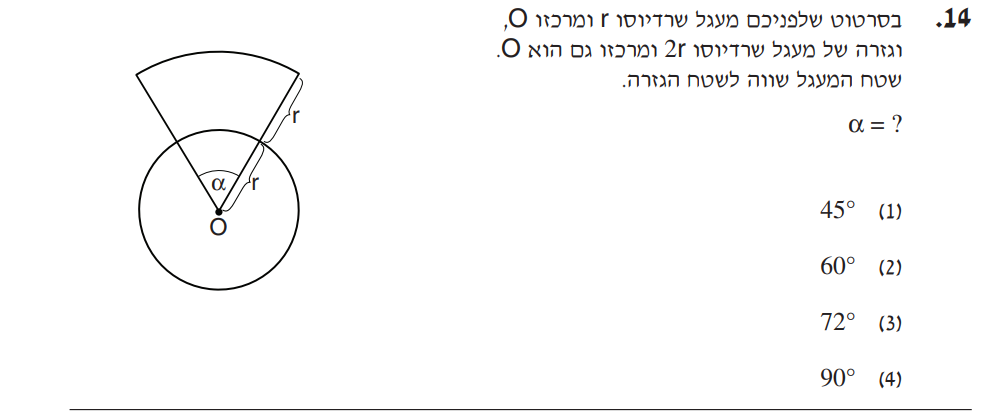 14. בסרטוט שלפניכם מעגל שרדיוסו r ומרכזו O,
וגזרה של מעגל שרדיוסו 2r ומרכזו גם הוא O.
שטח המעגל שווה לשטח הגזרה.
α = ?
(1) 45°
(2) 60°
(3) 72°
(4) 90°
r
α r
O